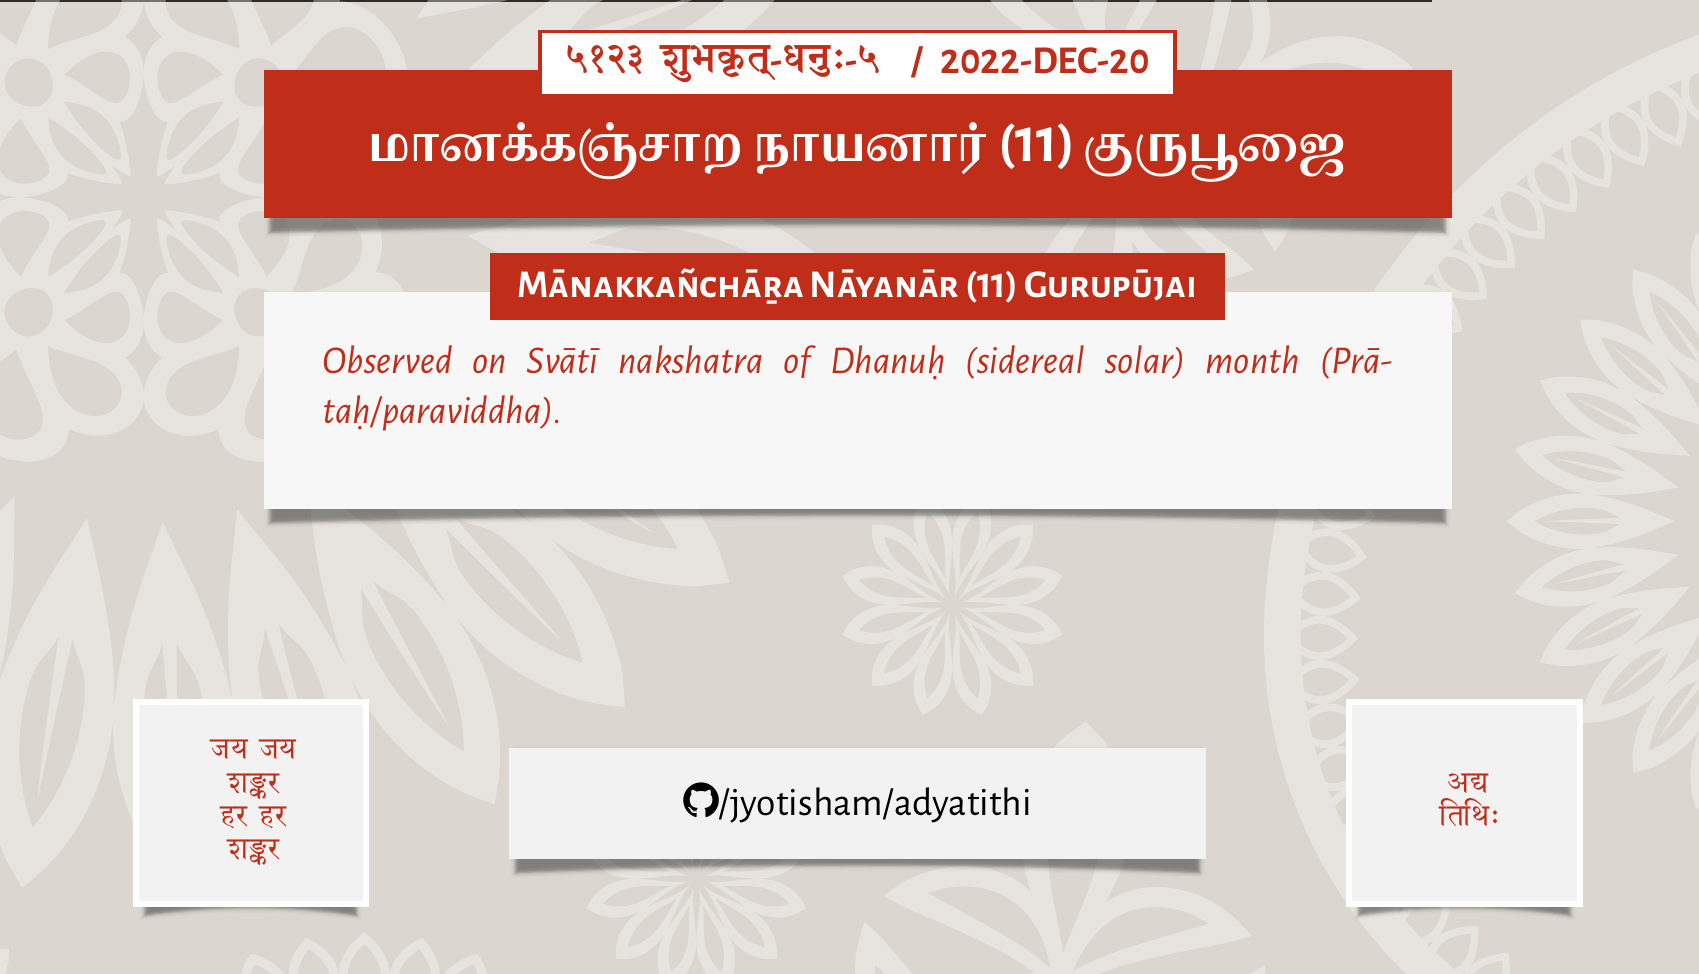 ५१२३ शुभकृत्-धनुः-५ / 2022-DEC-20
மானக்கஞ்சாற நாயனார் (11) குருபூஜை
Mānakkañchāṟa Nāyanār (11) Gurupūjai
Observed on Svātī nakshatra of Dhanuḥ (sidereal solar) month (Prā-
taḥ/paraviddha).
जय जय
शङ्कर
हर हर
शङ्कर
/jyotisham/adyatithi
अद्य
तिथिः